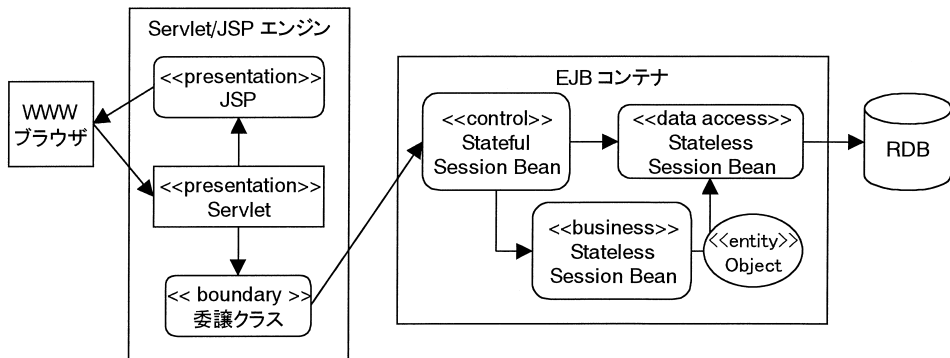 Servlet/JSP エンジン
<<presentation>>
JSP
WWW
ブラウザ
<<presentation>>
Servlet
<< boundary >>
委譲クラス
EJB コンテナ
<<control>>
Stateful
Session Bean
<<data access>>
Stateless
Session Bean
<<business>>
Stateless
Session Bean
<<entity>>
Object
RDB